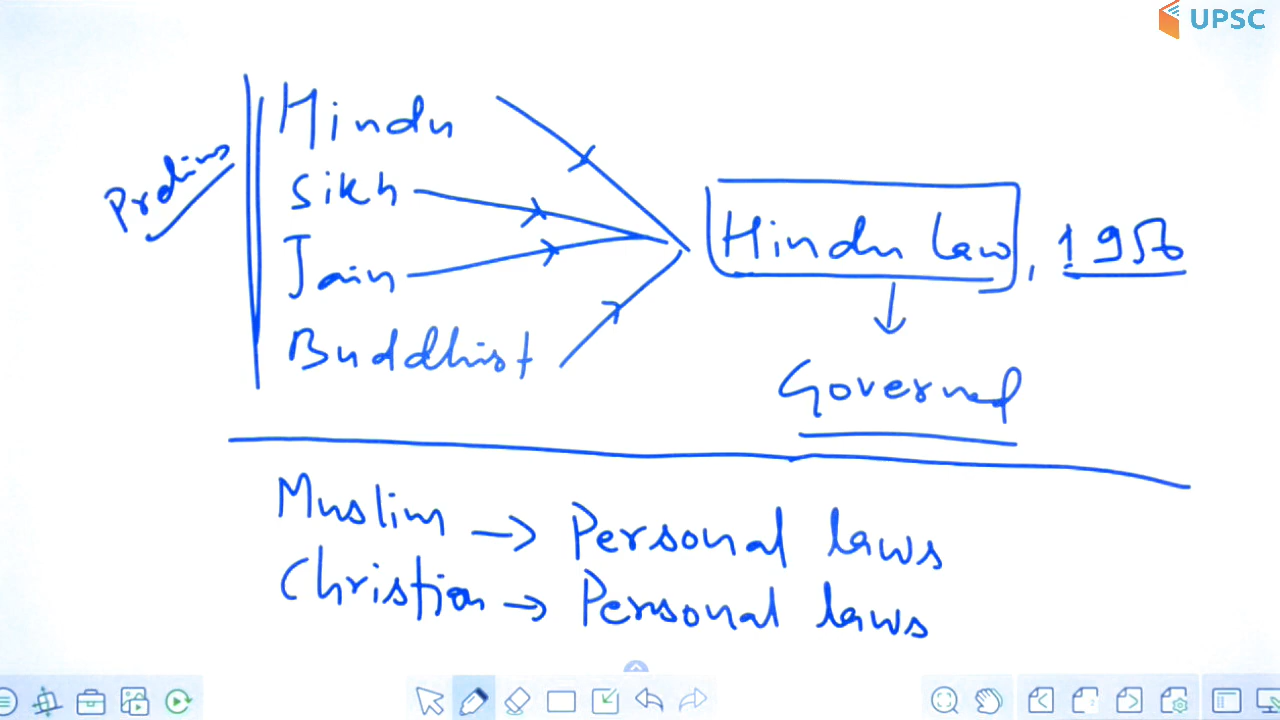 UPSC
Hindu
Prelims
Sikh
Jain
Hindu law, 1956
Buddhist
Governed
Muslim → Personal laws
Christian → Personal laws